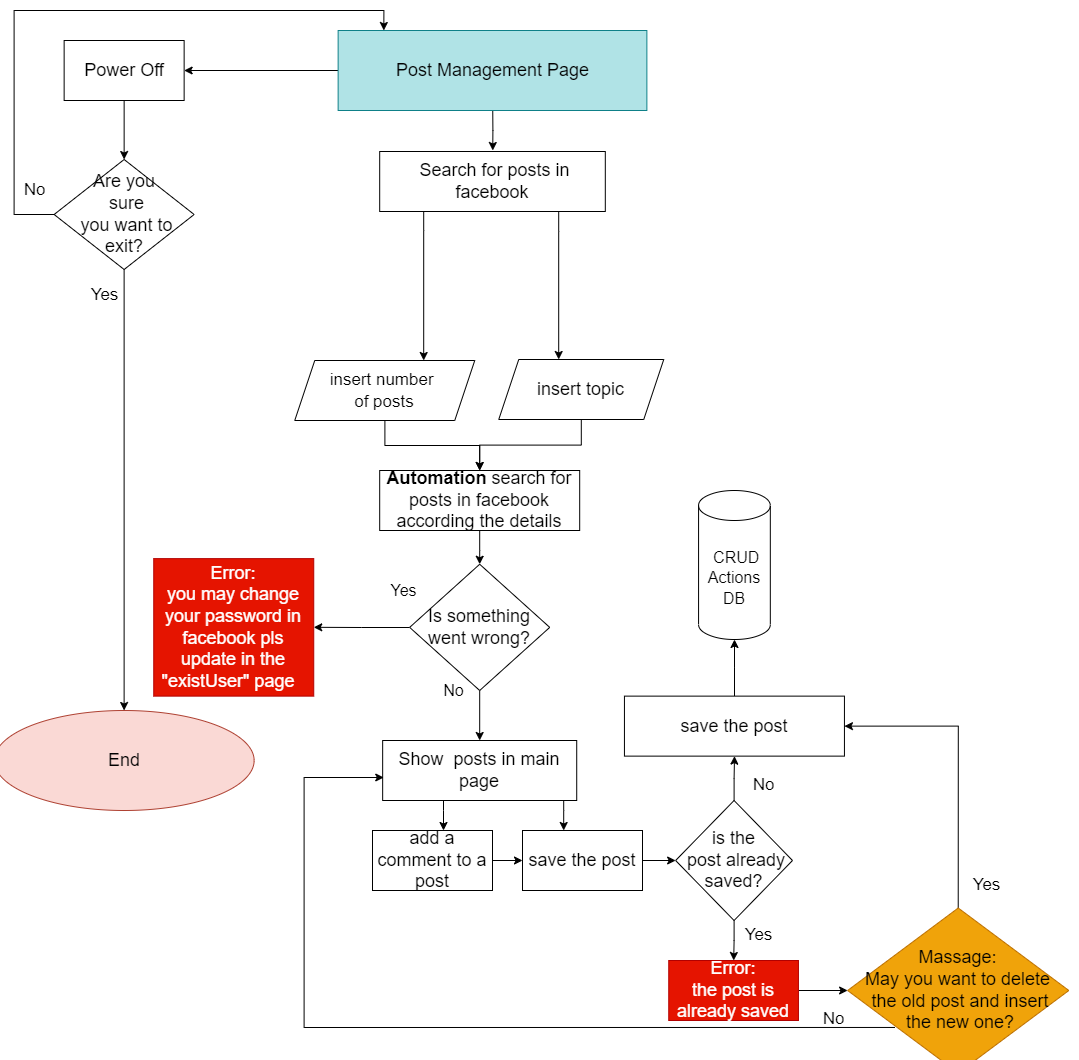 Power Off
Post Management Page
Search for posts in
facebook
No
Are you
sure
you want to
exit?
Yes
insert number
of posts
insert topic
Automation search for
posts in facebook
according the details
CRUD
Actions
DB
Error:
you may change
your password in
facebook pls
update in the
"existUser" page
Yes
Is something
went wrong?
No
End
Show posts in main
page
save the post
No
add a
comment to a
post
save the post
is the
post already
saved?
Yes
Yes
Error:
the post is
already saved
Massage:
May you want to delete
the old post and insert
the new one?
No